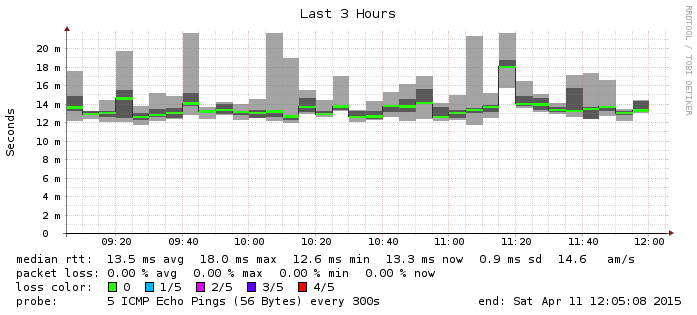 Last 3 Hours
RRDTOOL / TOBI OETIKER
Seconds
20 m
18 m
16 m
14 m
12 m
10 m
8 m
6 m
4 m
2 m
0
09:20 09:40 10:00 10:20 10:40 11:00 11:20 11:40 12:00
median rtt: 13.5 ms avg 18.0 ms max 12.6 ms min 13.3 ms now 0.9 ms sd 14.6 am/s
packet loss: 0.00 % avg 0.00 % max 0.00 % min 0.00 % now
loss color: 0 1/5 2/5 3/5 4/5
probe: 5 ICMP Echo Pings (56 Bytes) every 300s end: Sat Apr 11 12:05:08 2015